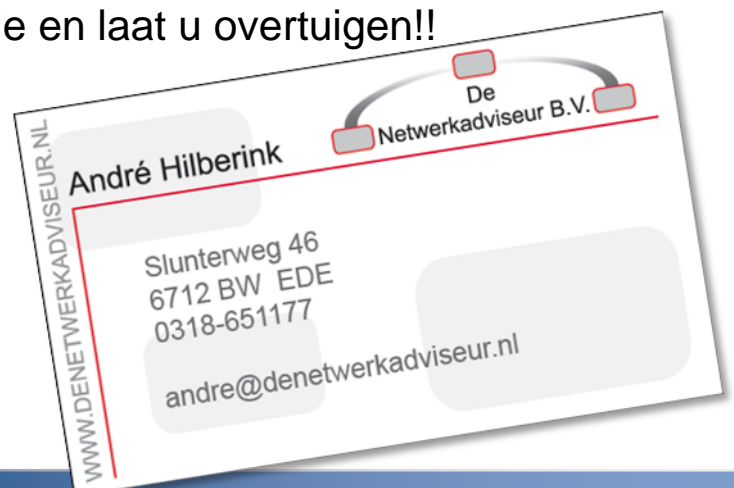 e en laat u overtuigen!!
De
Netwerkadviseur B.V.
André Hilberink
WWW.DENETWERKADVISEUR.NL
Slunterweg 46
6712 BW EDE
0318-651177
andre@denetwerkadviseur.nl